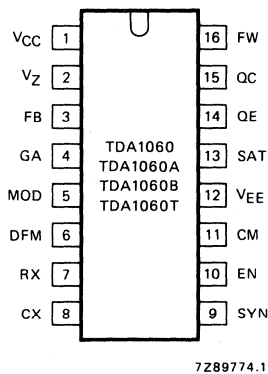 VCC 1
VZ 2
FB 3
GA 4
MOD 5
DFM 6
RX 7
CX 8
TDA1060
TDA1060A
TDA1060B
TDA1060T
16 FW
15 QC
14 QE
13 SAT
12 VEE
11 CM
10 EN
9 SYN
7Z89774.1